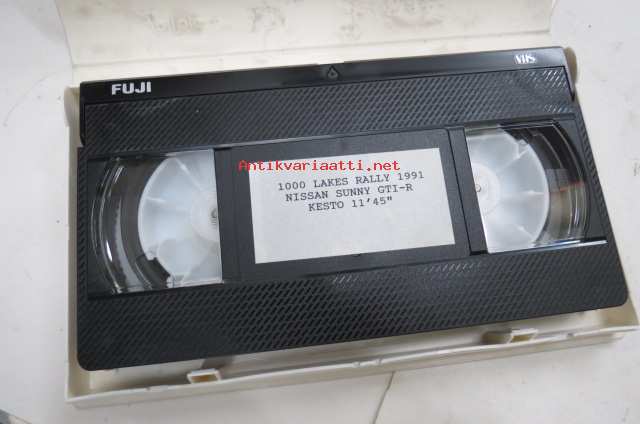 FUJI
VHS
Antikvariaatti.net
1000 LAKES RALLY 1991
NISSAN SUNNY GTI-R
KESTO 11'45"